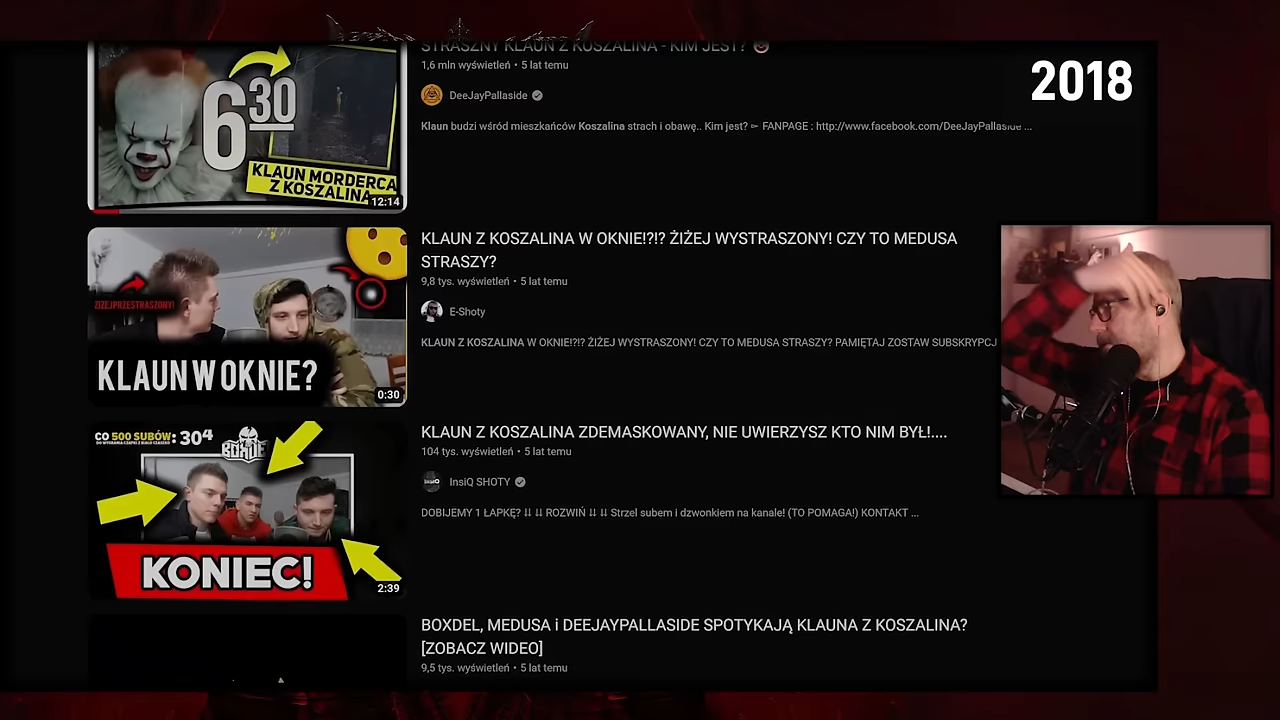 STRASZNY KLAUN Z KOSZALINA - KIM JEST?
1,6 mln wyświetleń • 5 lat temu
2018
DeeJayPallaside
Klaun budzi wśród mieszkańców Koszalina strach i obawę.. Kim jest? ► FANPAGE : http://www.facebook.com/DeeJayPallaside ...
6 30
KLAUN MORDERCA
Z KOSZALINA
12:14
KLAUN Z KOSZALINA W OKNIE!?!? ŻIŻEJ WYSTRASZONY! CZY TO MEDUSA
STRASZY?
9,8 tys. wyświetleń • 5 lat temu
E-Shoty
KLAUN Z KOSZALINA W OKNIE!?!? ŻIŻEJ WYSTRASZONY! CZY TO MEDUSA STRASZY? PAMIĘTAJ ZOSTAW SUBSKRYPCJ
ZIZEJ PRZESTRASZONY!
KLAUN W OKNIE?
0:30
KLAUN Z KOSZALINA ZDEMASKOWANY, NIE UWIERZYSZ KTO NIM BYŁ!....
104 tys. wyświetleń • 5 lat temu
InsiQ SHOTY
DOBIJEMY 1 ŁAPKĘ? ⇊ ⇊ ROZWIŃ ⇊ ⇊ Strzel subem i dzwonkiem na kanale! (TO POMAGA!) KONTAKT ...
CO 500 SUBÓW: 304
BOXDEL
KONIEC!
2:39
BOXDEL, MEDUSA i DEEJAYPALLASIDE SPOTYKAJĄ KLAUNA Z KOSZALINA?
[ZOBACZ WIDEO]
9,5 tys. wyświetleń • 5 lat temu